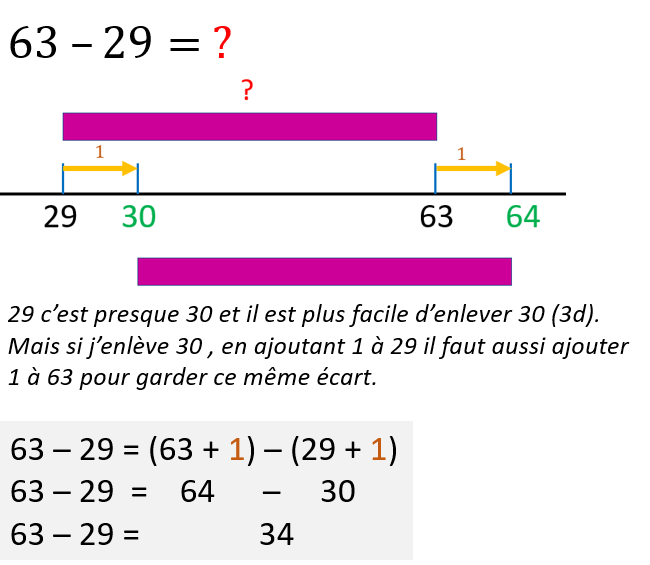 63 – 29 = ?
?
1 1
29 30 63 64
29 c’est presque 30 et il est plus facile d’enlever 30 (3d).
Mais si j’enlève 30 , en ajoutant 1 à 29 il faut aussi ajouter
1 à 63 pour garder ce même écart.
63 – 29 = (63 + 1) – (29 + 1)
63 – 29 = 64 – 30
63 – 29 = 34